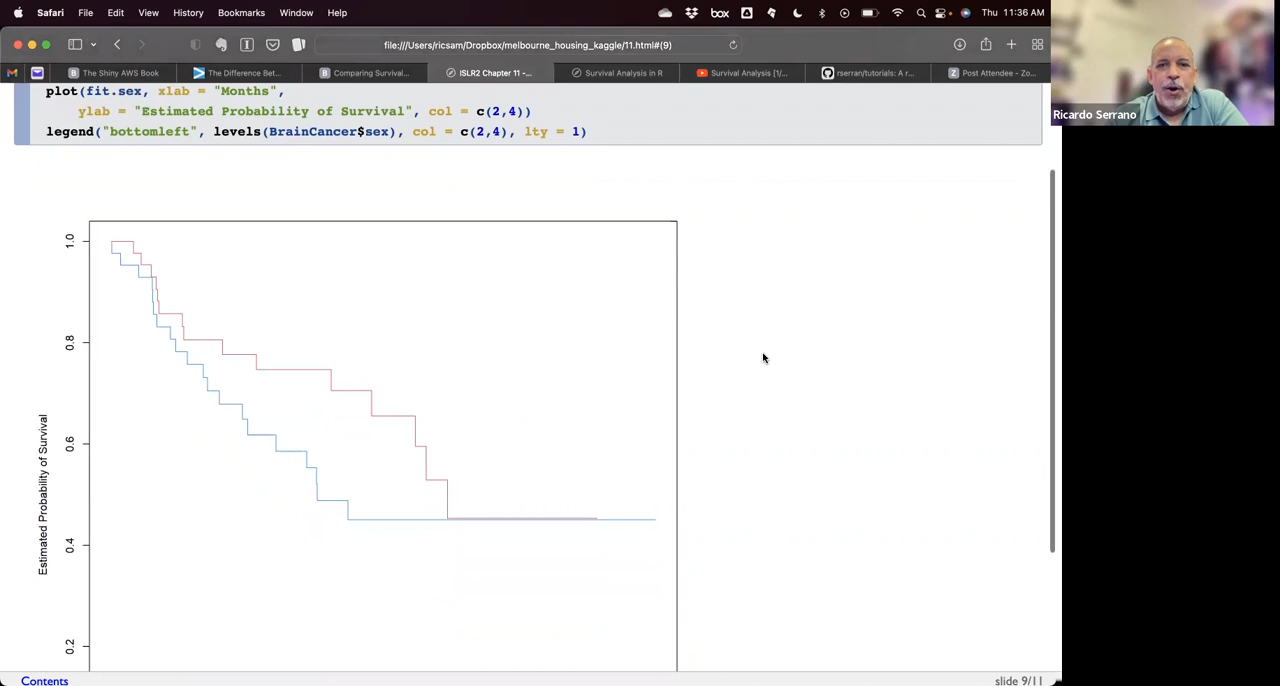 Safari File Edit View History Bookmarks Window Help box Thu 11:36 AM
file:///Users/ricsam/Dropbox/melbourne_housing_kaggle/11.html#(9)
The Shiny AWS Book The Difference Bet... Comparing Survival... ISLR2 Chapter 11 -... Survival Analysis in R Survival Analysis [1/... rserran/tutorials: A r... Post Attendee - Zo...
plot(fit.sex, xlab = "Months",
ylab = "Estimated Probability of Survival", col = c(2,4))
legend("bottomleft", levels(BrainCancer$sex), col = c(2,4), lty = 1)
Ricardo Serrano
1.0
0.8
0.6
0.4
0.2
Estimated Probability of Survival
Contents
slide 9/11